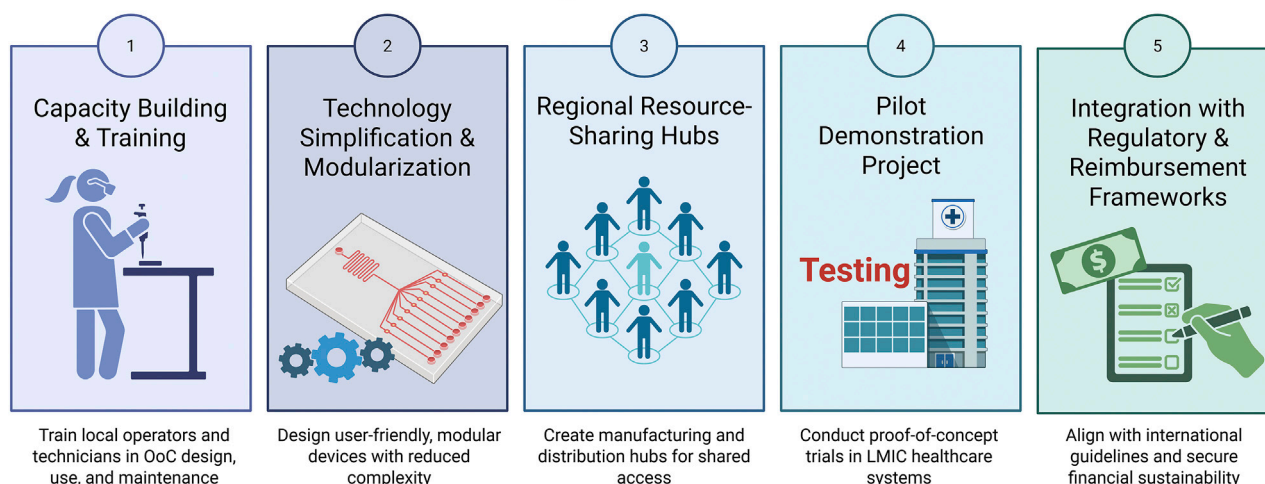 1
Capacity Building
& Training
Train local operators and
technicians in OoC design,
use, and maintenance
2
Technology
Simplification &
Modularization
Design user-friendly, modular
devices with reduced
complexity
3
Regional Resource-
Sharing Hubs
Create manufacturing and
distribution hubs for shared
access
4
Pilot
Demonstration
Project
Testing
Conduct proof-of-concept
trials in LMIC healthcare
systems
5
Integration with
Regulatory &
Reimbursement
Frameworks
$
Align with international
guidelines and secure
financial sustainability